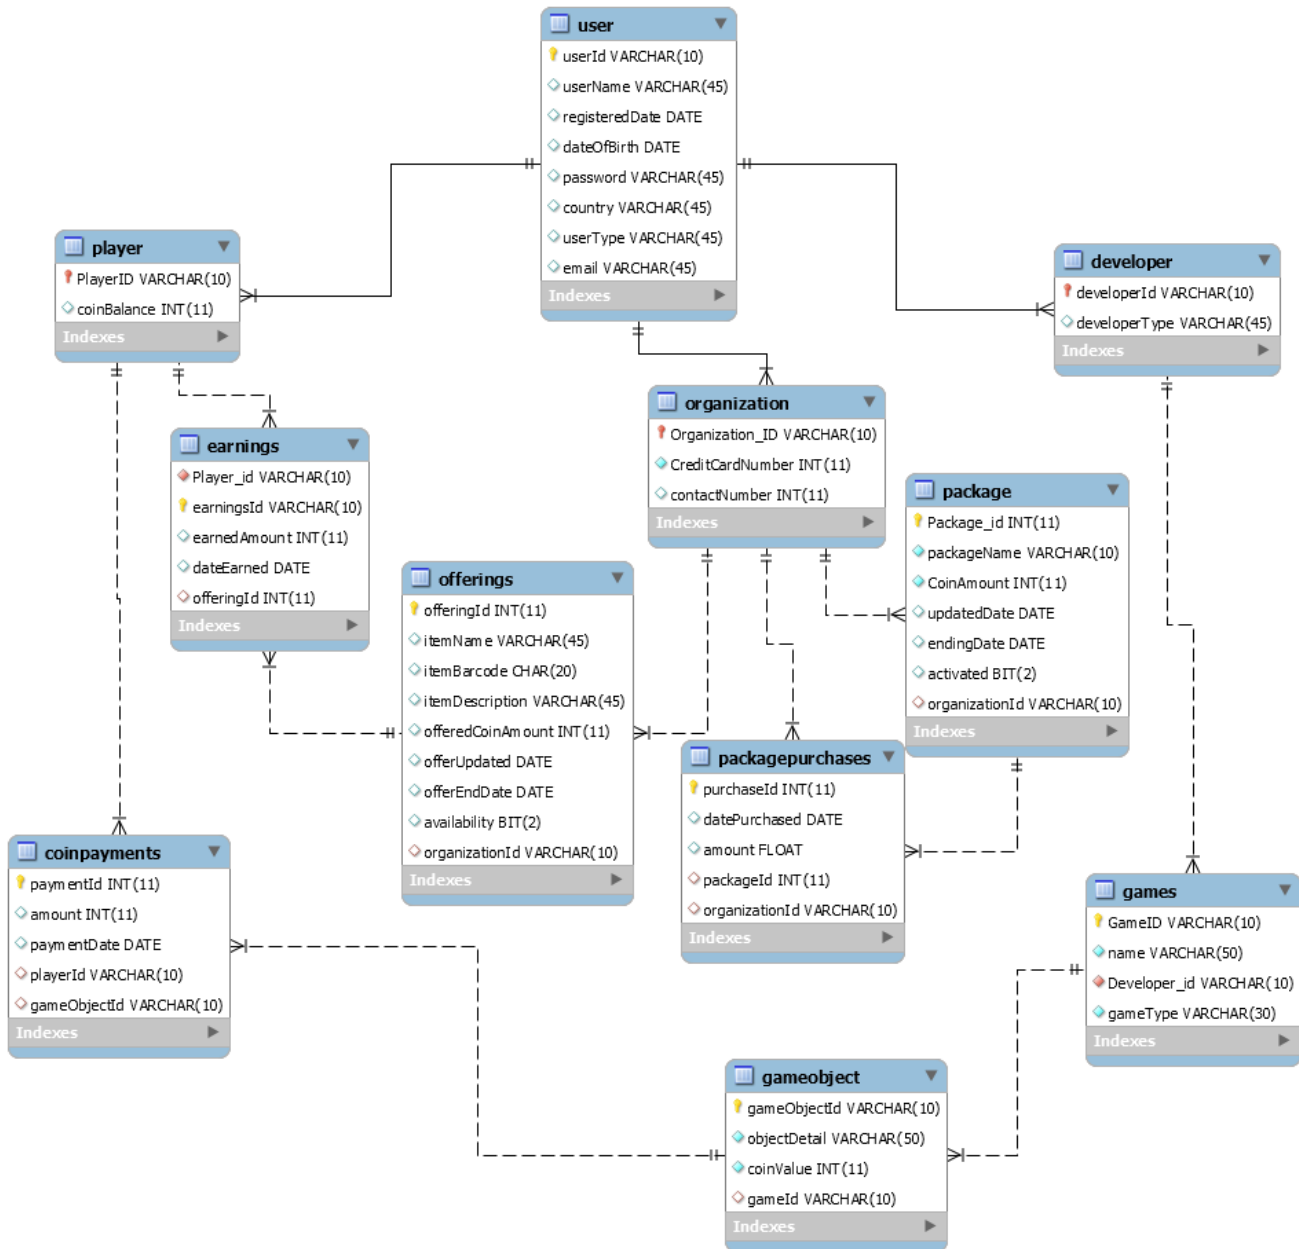 user
userId VARCHAR(10)
userName VARCHAR(45)
registeredDate DATE
dateOfBirth DATE
password VARCHAR(45)
country VARCHAR(45)
userType VARCHAR(45)
email VARCHAR(45)
Indexes
player
PlayerID VARCHAR(10)
coinBalance INT(11)
Indexes
developer
developerId VARCHAR(10)
developerType VARCHAR(45)
Indexes
organization
Organization_ID VARCHAR(10)
CreditCardNumber INT(11)
contactNumber INT(11)
Indexes
earnings
Player_id VARCHAR(10)
earningsId VARCHAR(10)
earnedAmount INT(11)
dateEarned DATE
offeringId INT(11)
Indexes
package
Package_id INT(11)
packageName VARCHAR(10)
CoinAmount INT(11)
updatedDate DATE
endingDate DATE
activated BIT(2)
organizationId VARCHAR(10)
Indexes
offerings
offeringId INT(11)
itemName VARCHAR(45)
itemBarcode CHAR(20)
itemDescription VARCHAR(45)
offeredCoinAmount INT(11)
offerUpdated DATE
offerEndDate DATE
availability BIT(2)
organizationId VARCHAR(10)
Indexes
packagepurchases
purchaseId INT(11)
datePurchased DATE
amount FLOAT
packageId INT(11)
organizationId VARCHAR(10)
Indexes
coinpayments
paymentId INT(11)
amount INT(11)
paymentDate DATE
playerId VARCHAR(10)
gameObjectId VARCHAR(10)
Indexes
games
GameID VARCHAR(10)
name VARCHAR(50)
Developer_id VARCHAR(10)
gameType VARCHAR(30)
Indexes
gameobject
gameObjectId VARCHAR(10)
objectDetail VARCHAR(50)
coinValue INT(11)
gameId VARCHAR(10)
Indexes